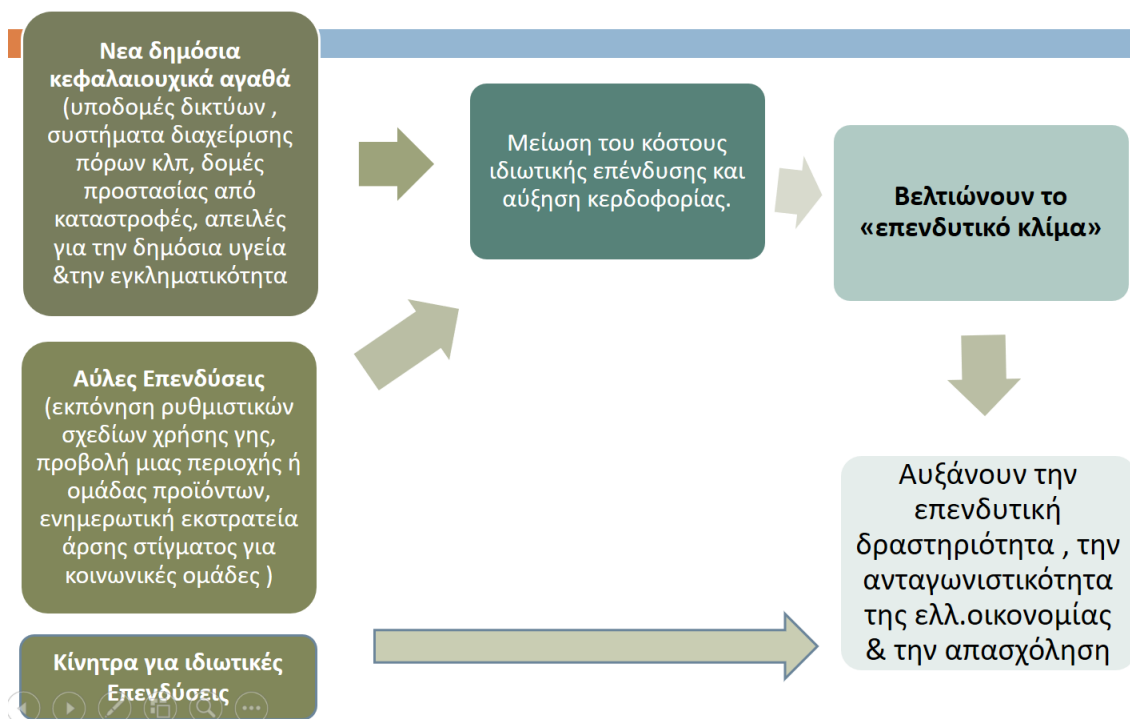 Νεα δημόσια
κεφαλαιουχικά αγαθά
(υποδομές δικτύων ,
συστήματα διαχείρισης
πόρων κλπ, δομές
προστασίας από
καταστροφές, απειλές
για την δημόσια υγεία
&την εγκληματικότητα
Μείωση του κόστους
ιδιωτικής επένδυσης και
αύξηση κερδοφορίας.
Βελτιώνουν το
«επενδυτικό κλίμα»
Αύλες Επενδύσεις
(εκπόνηση ρυθμιστικών
σχεδίων χρήσης γης,
προβολή μιας περιοχής ή
ομάδας προϊόντων,
ενημερωτική εκστρατεία
άρσης στίγματος για
κοινωνικές ομάδες )
Αυξάνουν την
επενδυτική
δραστηριότητα , την
ανταγωνιστικότητα
της ελλ.οικονομίας
& την απασχόληση
Κίνητρα για ιδιωτικές
Επενδύσεις